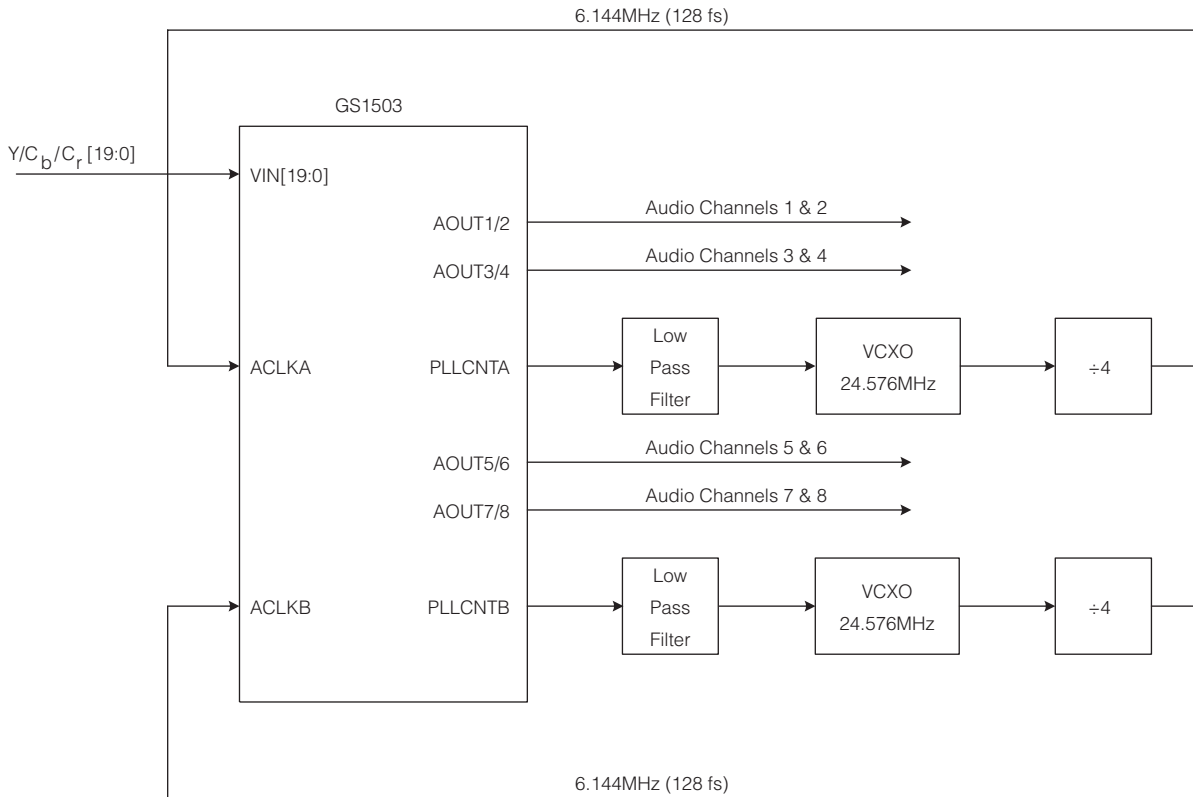 6.144MHz (128 fs)
GS1503
Y/Cb/Cr [19:0]
VIN[19:0]
AOUT1/2
Audio Channels 1 & 2
AOUT3/4
Audio Channels 3 & 4
ACLKA
PLLCNTA
Low
Pass
Filter
VCXO
24.576MHz
÷4
AOUT5/6
Audio Channels 5 & 6
AOUT7/8
Audio Channels 7 & 8
ACLKB
PLLCNTB
Low
Pass
Filter
VCXO
24.576MHz
÷4
6.144MHz (128 fs)